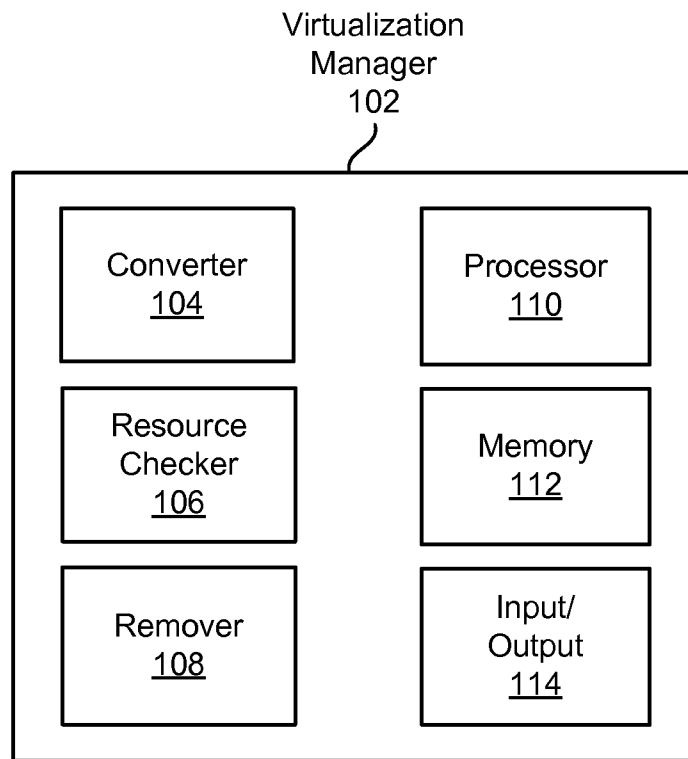 Virtualization
Manager
102
Converter
104
Resource
Checker
106
Remover
108
Processor
110
Memory
112
Input/
Output
114